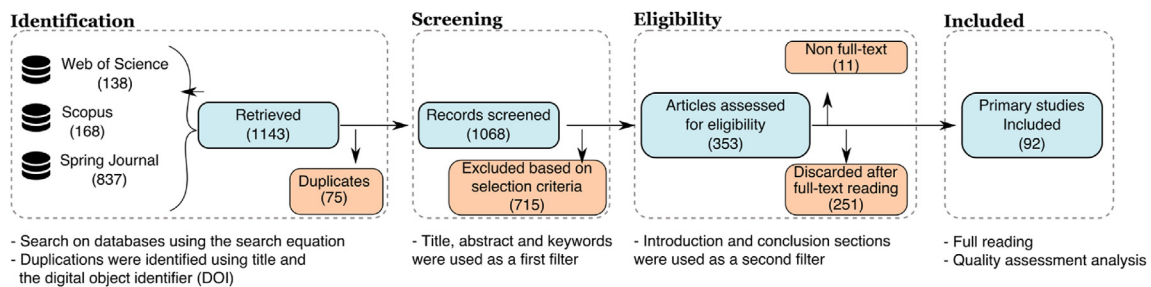 Identification
Web of Science
(138)
Scopus
(168)
Spring Journal
(837)
Retrieved
(1143)
Duplicates
(75)
- Search on databases using the search equation
- Duplications were identified using title and
the digital object identifier (DOI)
Screening
Records screened
(1068)
Excluded based on
selection criteria
(715)
- Title, abstract and keywords
were used as a first filter
Eligibility
Non full-text
(11)
Articles assessed
for eligibility
(353)
Discarded after
full-text reading
(251)
- Introduction and conclusion sections
were used as a second filter
Included
Primary studies
Included
(92)
- Full reading
- Quality assessment analysis